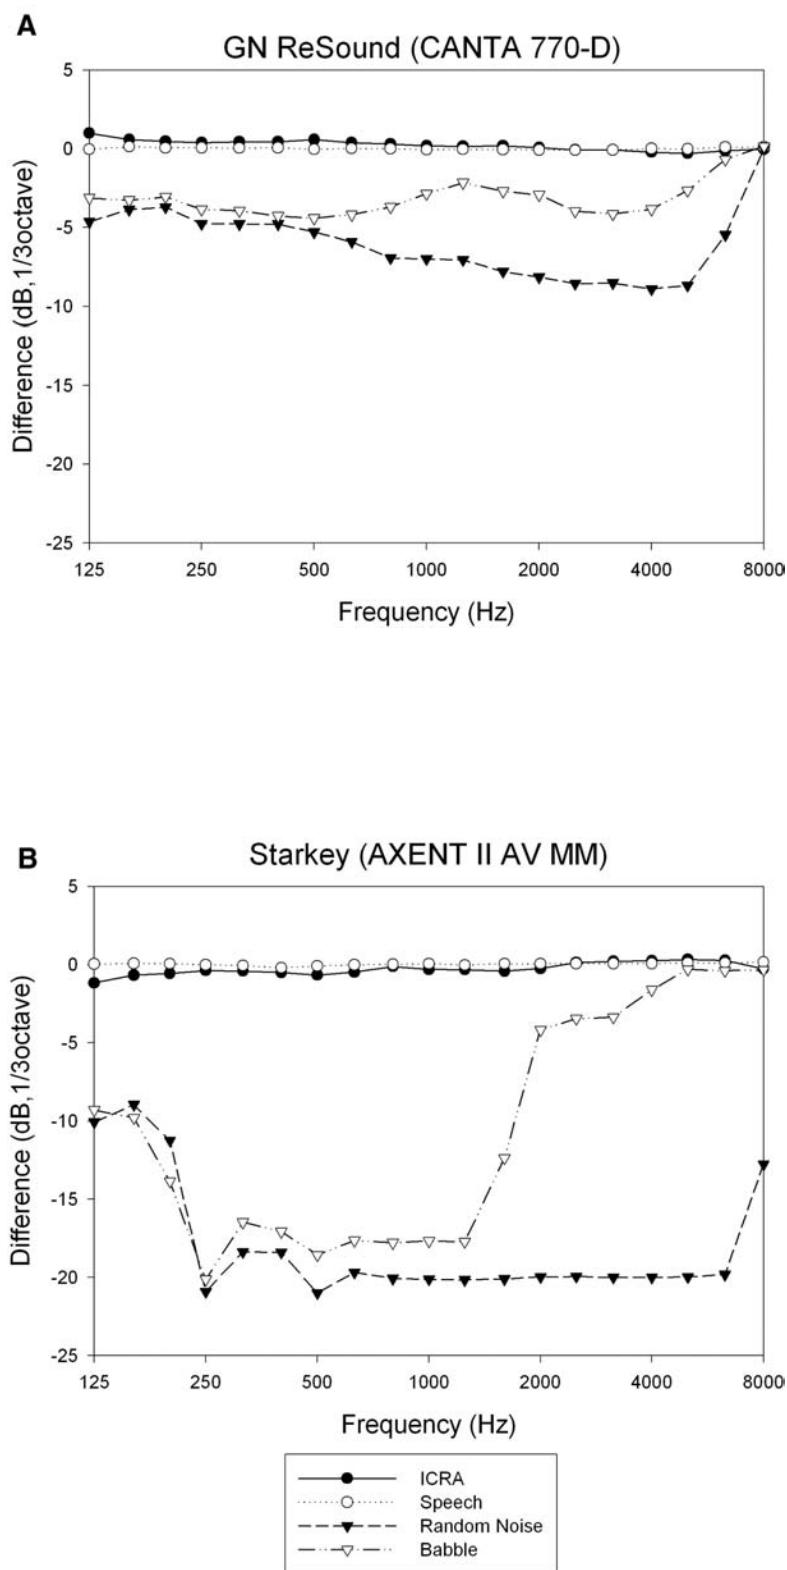 A
GN ReSound (CANTA 770-D)
5
0
-5
-10
-15
-20
-25
Difference (dB,1/3octave)
125 250 500 1000 2000 4000 8000
Frequency (Hz)
B
Starkey (AXENT II AV MM)
5
0
-5
-10
-15
-20
-25
Difference (dB,1/3octave)
125 250 500 1000 2000 4000 8000
Frequency (Hz)
ICRA
Speech
Random Noise
Babble